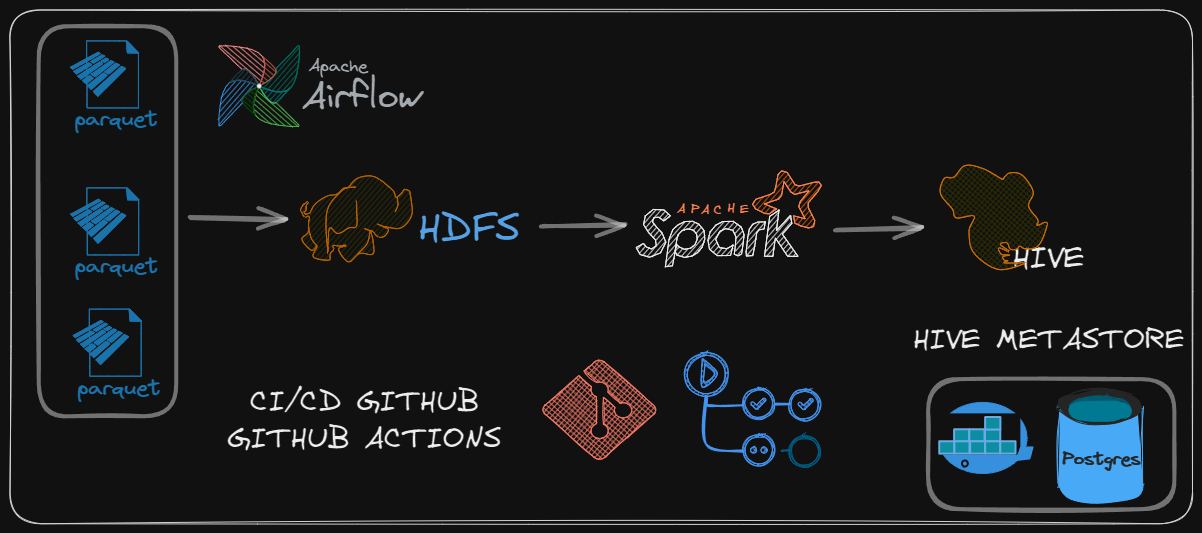 parquet
Apache
Airflow
parquet
HDFS
APACHE
Spark
HIVE
parquet
HIVE METASTORE
CI/CD GITHUB
GITHUB ACTIONS
Postgres